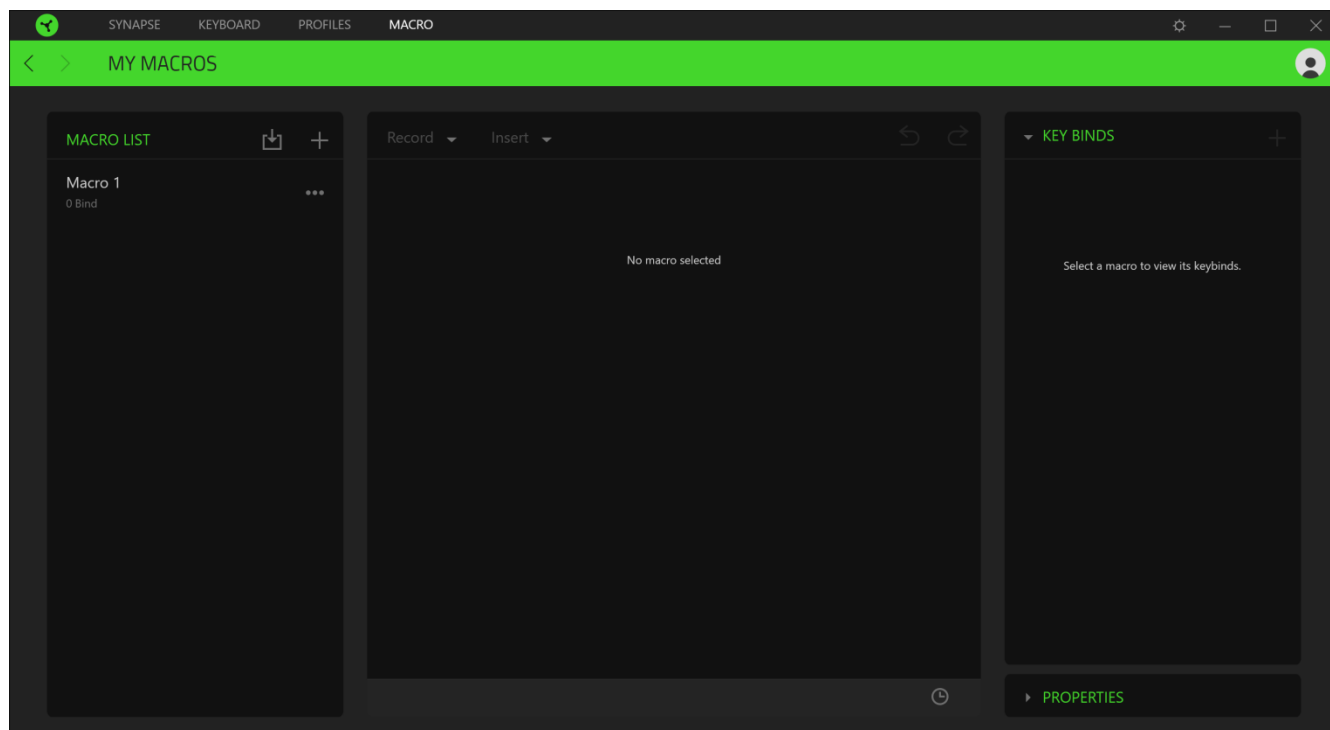 SYNAPSE KEYBOARD PROFILES MACRO
MY MACROS
MACRO LIST
Macro 1
0 Bind
Record Insert
No macro selected
KEY BINDS
Select a macro to view its keybinds.
PROPERTIES